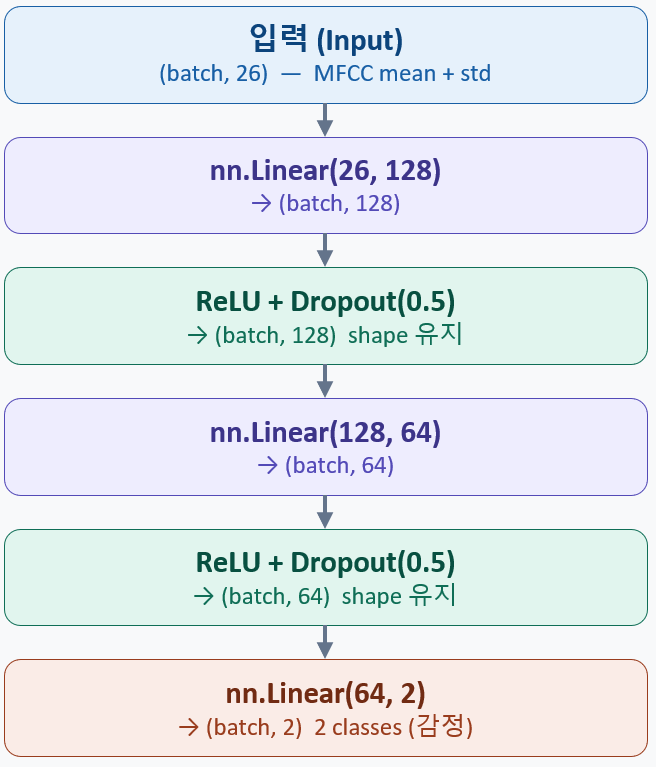 입력 (Input)
(batch, 26) — MFCC mean + std
nn.Linear(26, 128)
→ (batch, 128)
ReLU + Dropout(0.5)
→ (batch, 128) shape 유지
nn.Linear(128, 64)
→ (batch, 64)
ReLU + Dropout(0.5)
→ (batch, 64) shape 유지
nn.Linear(64, 2)
→ (batch, 2) 2 classes (감정)